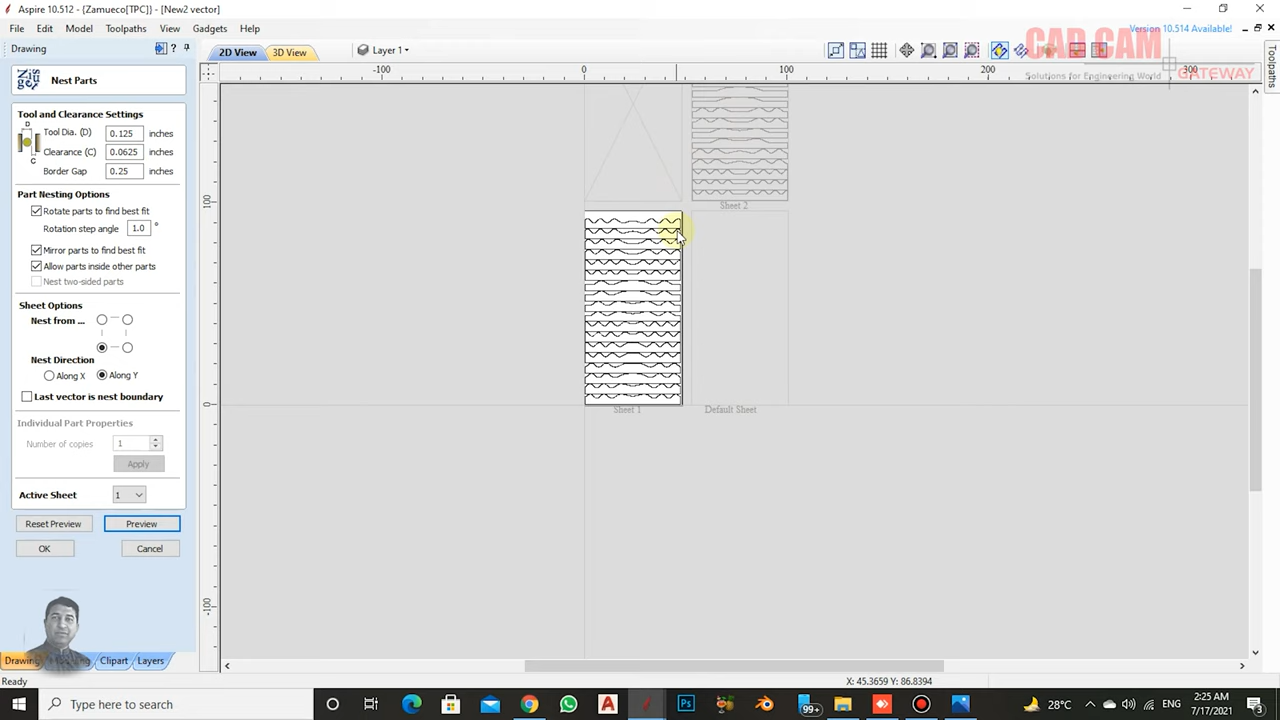 Aspire 10.512 - {Zamueco[TPC]} - [New2 vector]
File Edit Model Toolpaths View Gadgets Help
Version 10.514 Available!
CAD CAM
Solutions for Engineering World
GATEWAY
Drawing
2D View 3D View
Layer 1
Toolpaths
-100 0 100 200 300
100
0
-100
Nest Parts
Tool and Clearance Settings
D
Tool Dia. (D) 0.125 inches
Clearance (C) 0.0625 inches
C
Border Gap 0.25 inches
Part Nesting Options
Rotate parts to find best fit
Rotation step angle 1.0 °
Mirror parts to find best fit
Allow parts inside other parts
Nest two-sided parts
Sheet Options
Nest from ...
Nest Direction
Along X Along Y
Last vector is nest boundary
Individual Part Properties
Number of copies 1
Apply
Active Sheet 1
Reset Preview Preview
OK Cancel
Sheet 2
Sheet 1 Default Sheet
Drawing Clipart Layers
Ready
X: 45.3659 Y: 86.8394
Type here to search
99+
28°C
ENG
2:25 AM
7/17/2021
3